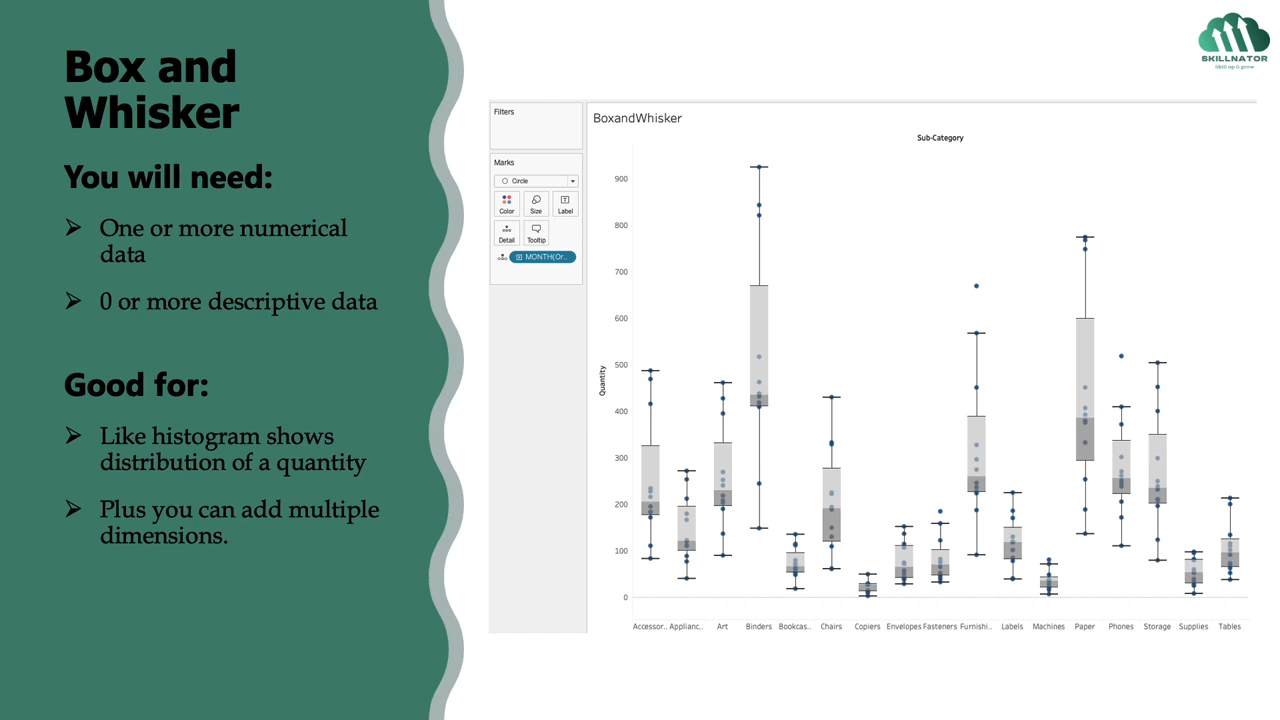 Box and
Whisker
You will need:
➢ One or more numerical
data
➢ 0 or more descriptive data
Good for:
➢ Like histogram shows
distribution of a quantity
➢ Plus you can add multiple
dimensions.
SKILLNATOR
Skill up & grow
Filters
Marks
Circle
Color Size Label
Detail Tooltip
MONTH(Or..
BoxandWhisker
Sub-Category
Quantity
900
800
700
600
500
400
300
200
100
0
Accessor.. Applianc.. Art Binders Bookcas.. Chairs Copiers Envelopes Fasteners Furnishi.. Labels Machines Paper Phones Storage Supplies Tables